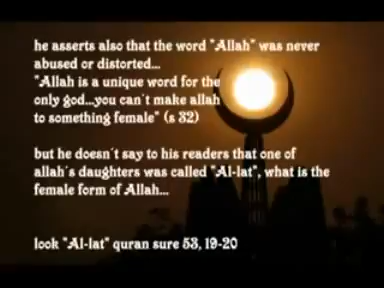 he asserts also that the word "Allah" was never
abused or distorted...
"Allah is a unique word for the
only god...you can´t make allah
to something female" (s 32)
but he doesn´t say to his readers that one of
allah´s daughters was called "Al-lat", what is the
female form of Allah...
look "Al-lat" quran sure 53, 19-20